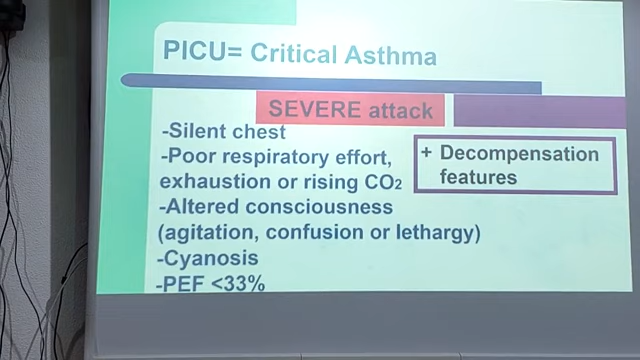 PICU= Critical Asthma
SEVERE attack
-Silent chest
-Poor respiratory effort,
exhaustion or rising CO2
-Altered consciousness
(agitation, confusion or lethargy)
-Cyanosis
-PEF <33%
+ Decompensation
features